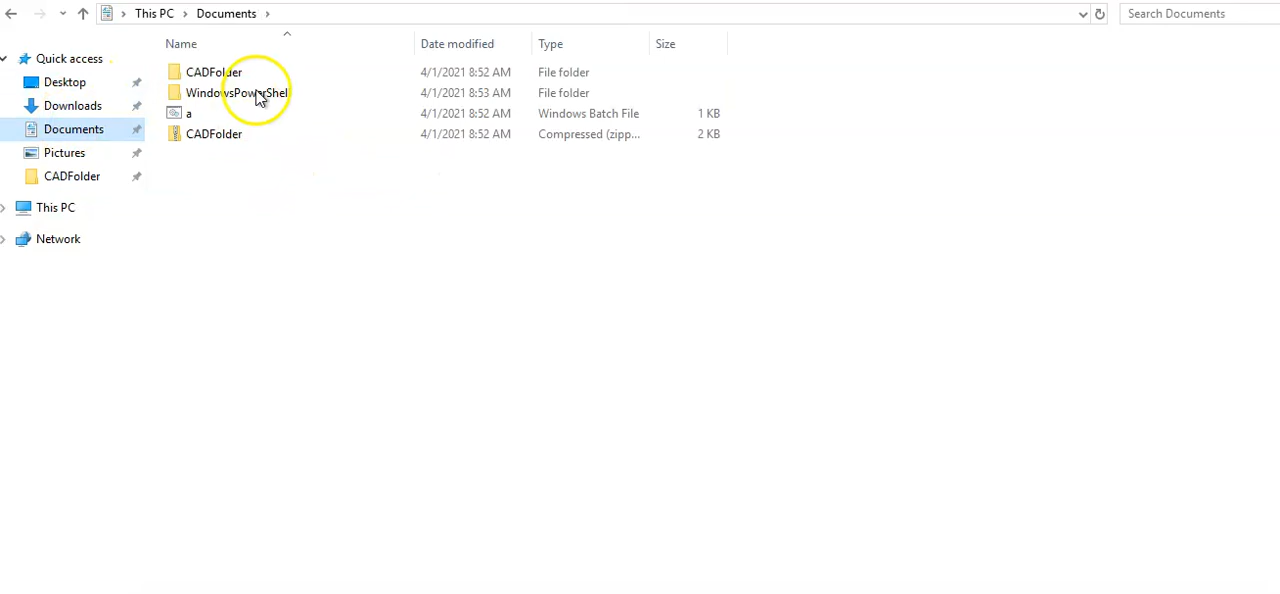 This PC > Documents >
Search Documents
Name Date modified Type Size
Quick access
Desktop
Downloads
Documents
Pictures
CADFolder
This PC
Network
CADFolder 4/1/2021 8:52 AM File folder
WindowsPowerShell 4/1/2021 8:53 AM File folder
a 4/1/2021 8:52 AM Windows Batch File 1 KB
CADFolder 4/1/2021 8:52 AM Compressed (zipp... 2 KB